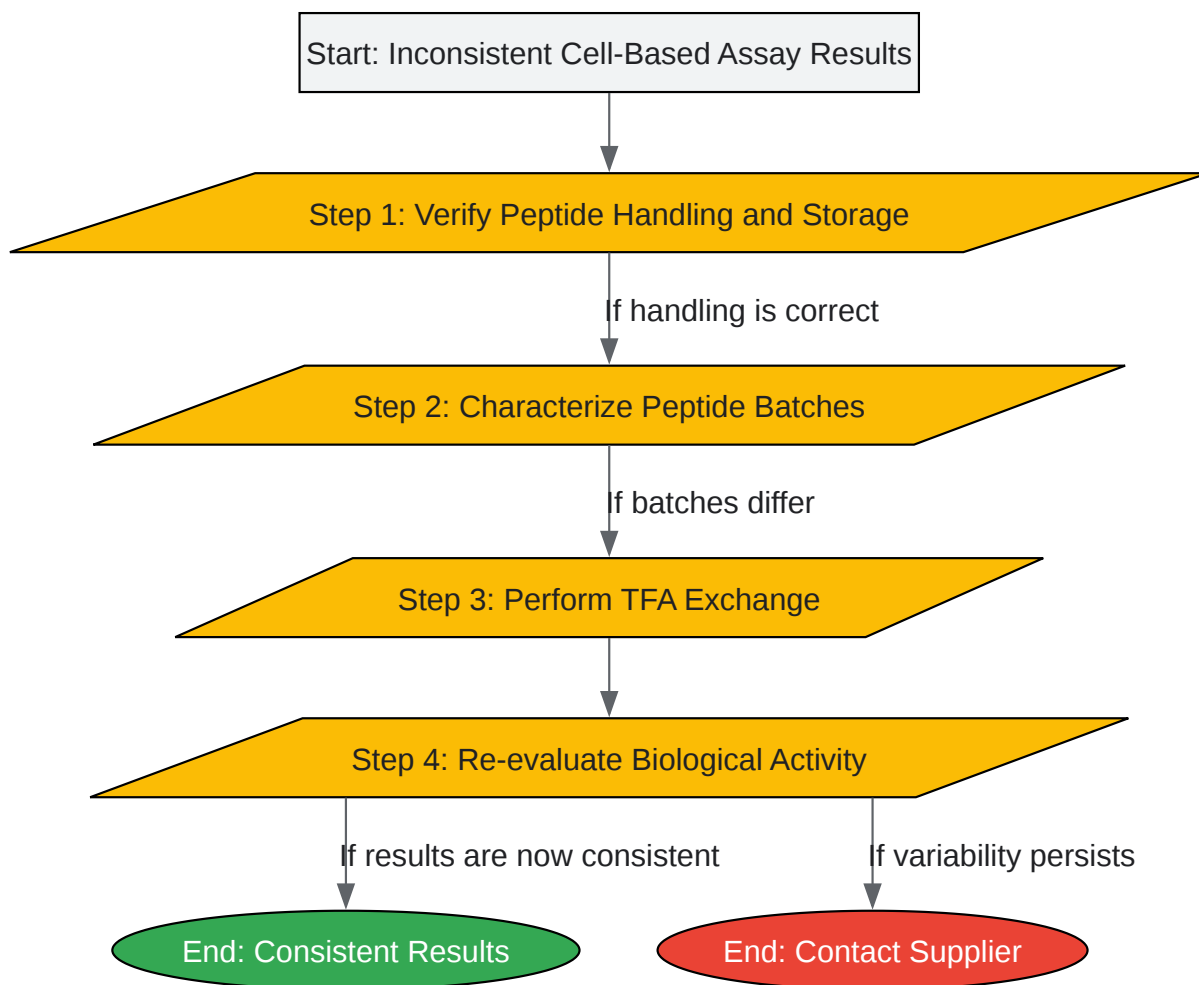 Start: Inconsistent Cell-Based Assay Results
Step 1: Verify Peptide Handling and Storage
If handling is correct
Step 2: Characterize Peptide Batches
If batches differ
Step 3: Perform TFA Exchange
Step 4: Re-evaluate Biological Activity
If results are now consistent
If variability persists
End: Consistent Results
End: Contact Supplier